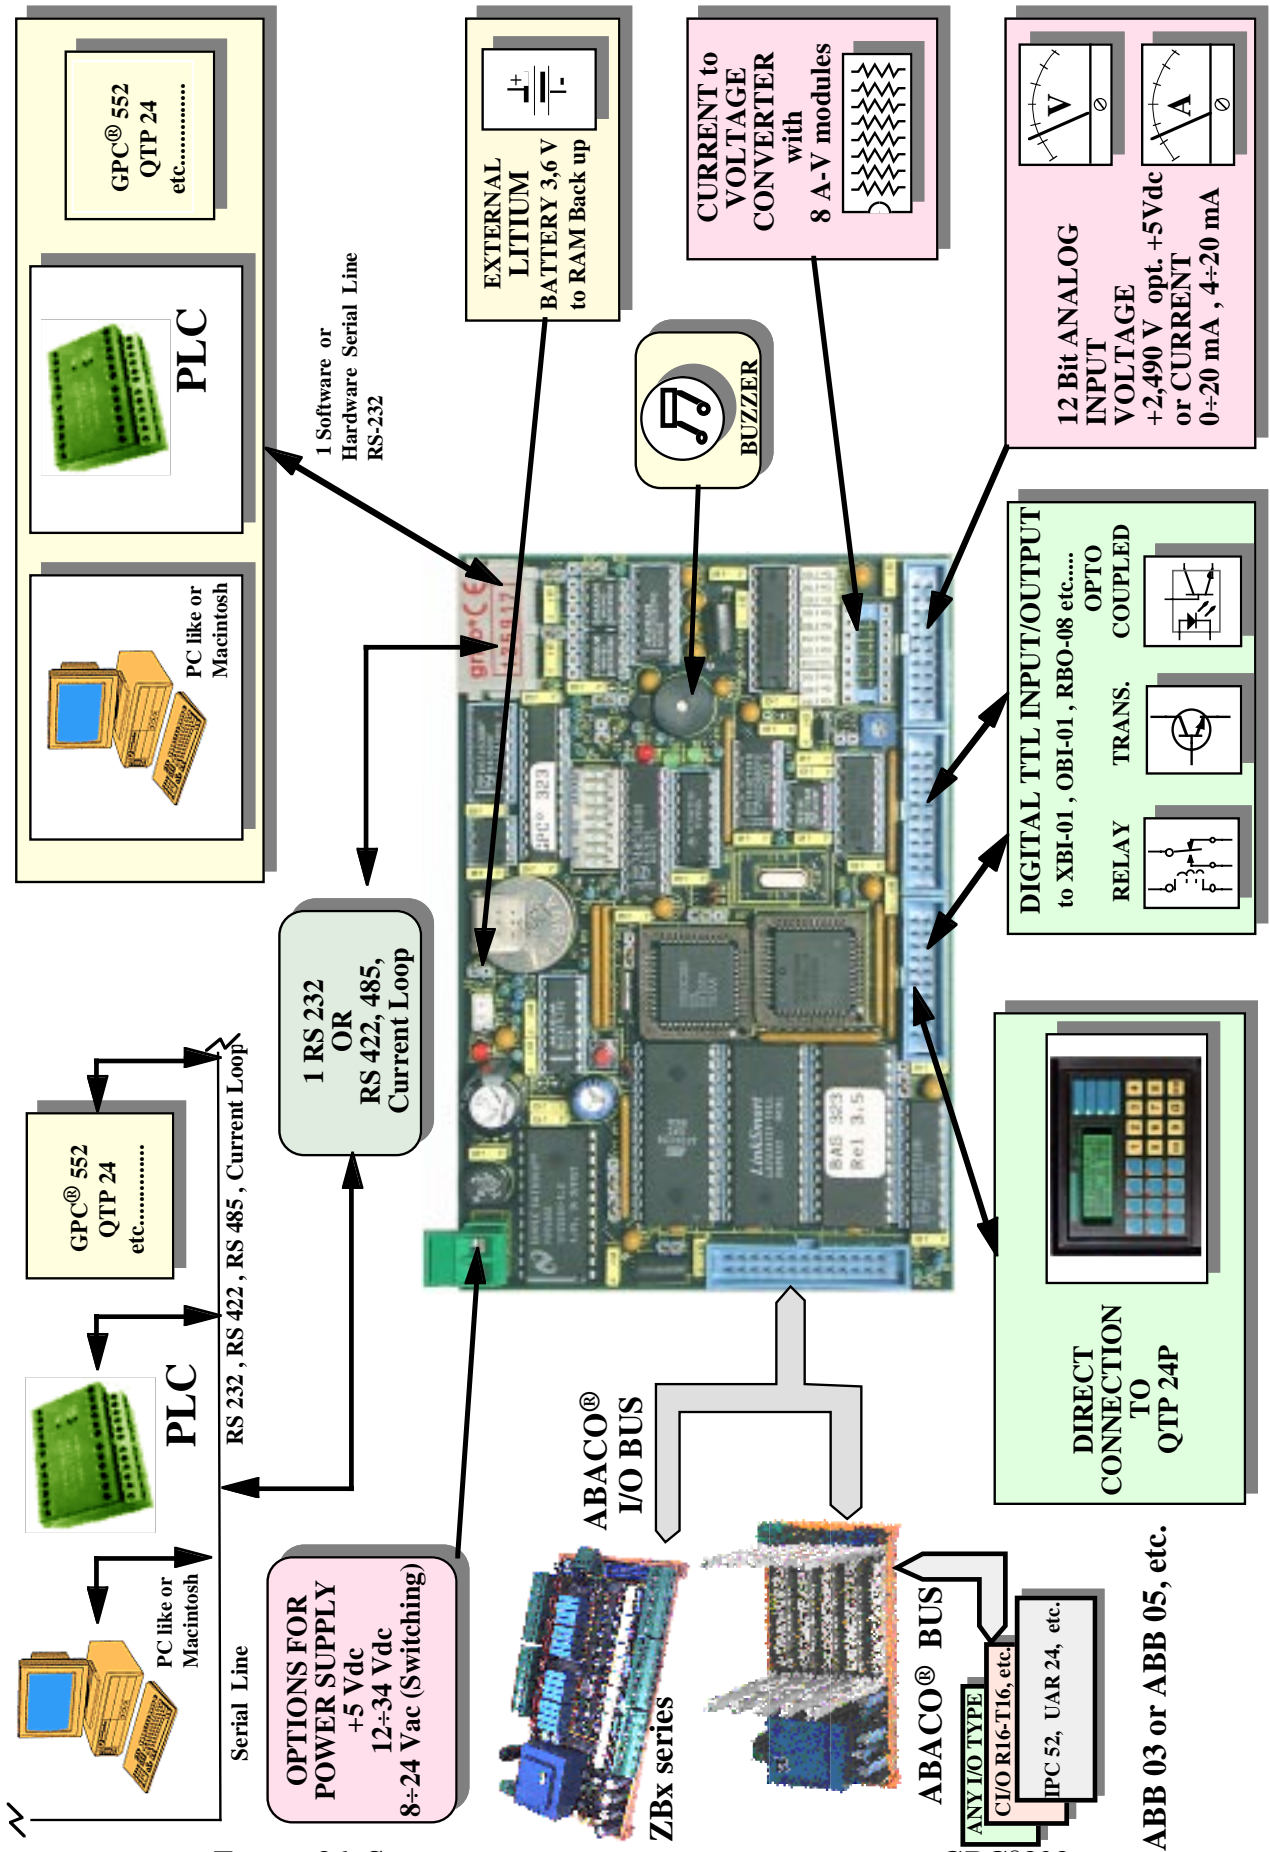 PC like or
Macintosh
PLC
GPC® 552
QTP 24
etc...............
1 Software or
Hardware Serial Line
RS-232
EXTERNAL
LITIUM
BATTERY 3,6 V
to RAM Back up
+
-
CURRENT to
VOLTAGE
CONVERTER
with
8 A-V modules
12 Bit ANALOG
INPUT
VOLTAGE
+2,490 V opt. +5Vdc
or CURRENT
0÷20 mA , 4÷20 mA
V
A
BUZZER
DIGITAL TTL INPUT/OUTPUT
to XBI-01 , OBI-01 , RBO-08 etc.....
OPTO
COUPLED
TRANS.
RELAY
DIRECT
CONNECTION
TO
QTP 24P
1 RS 232
OR
RS 422, 485,
Current Loop
PC like or
Macintosh
PLC
GPC® 552
QTP 24
etc...............
Serial Line
RS 232 , RS 422 , RS 485 , Current Loop
OPTIONS FOR
POWER SUPPLY
+5 Vdc
12÷34 Vdc
8÷24 Vac (Switching)
ABACO®
I/O BUS
ZBx series
ABACO® BUS
ANY I/O TYPE
CI/O R16-T16, etc.
IPC 52, UAR 24, etc.
ABB 03 or ABB 05, etc.
PC® 323
BAS 323
Rel 3.5